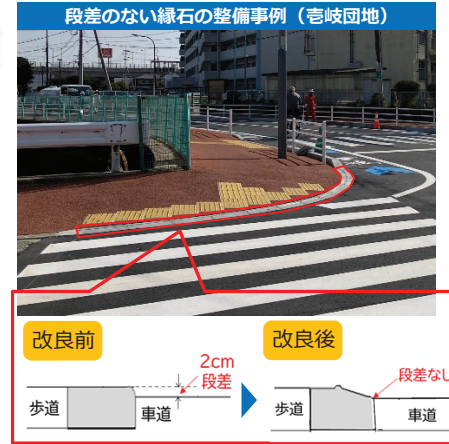 段差のない縁石の整備事例（壱岐団地）
改良前
2cm
段差
歩道
車道
改良後
段差なし
歩道
車道